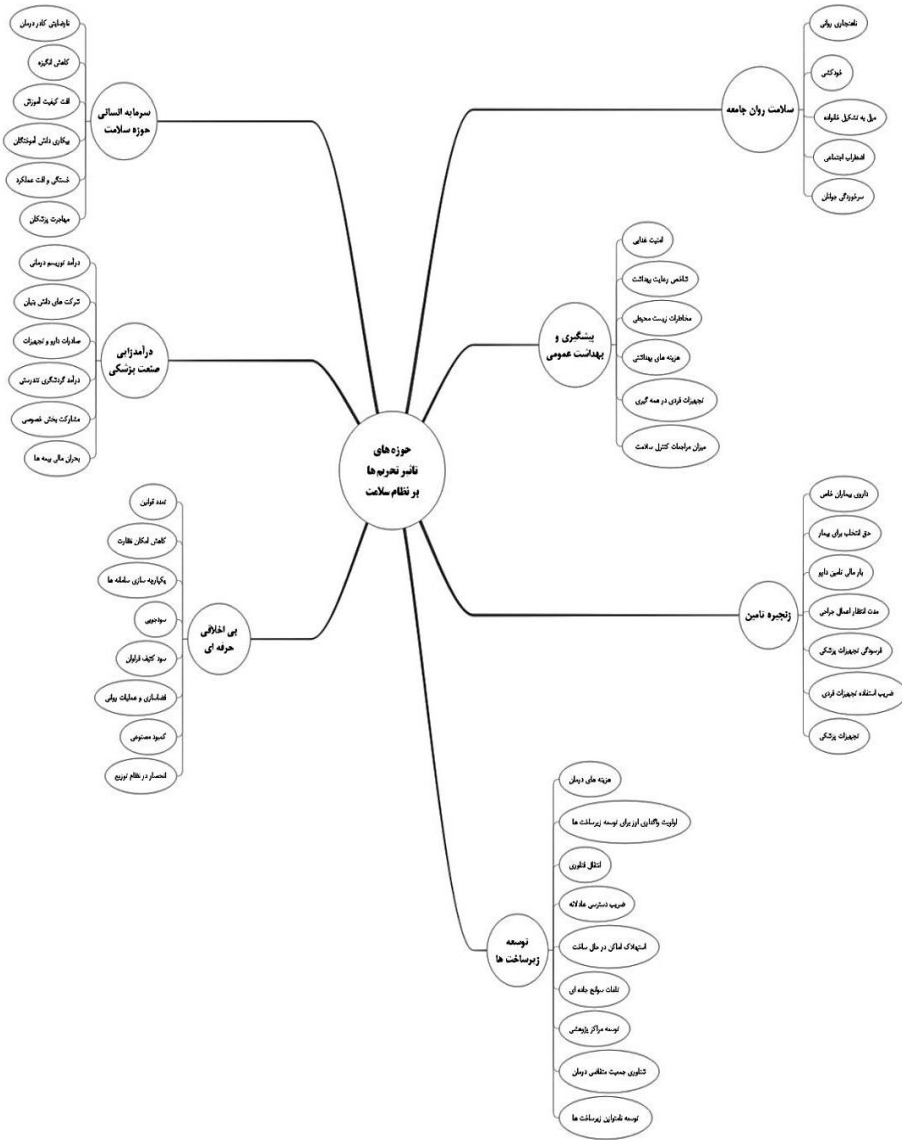 حوزه های
تاثیر تحریم ها
بر نظام سلامت
سلامت روان جامعه
ناهنجاری روانی
خودکشی
میل به تشکیل خانواده
اضطراب اجتماعی
سرخوردگی جوانان
پیشگیری و
بهداشت عمومی
امنیت غذایی
شاخص رعایت بهداشت
مخاطرات زیست محیطی
هزینه های بهداشتی
تجهیزات فردی در همه گیری
میزان مراجعات کنترل سلامت
زنجیره تامین
داروی بیماران خاص
حق انتخاب برای بیمار
بار مالی تامین دارو
مدت انتظار اعمال جراحی
فرسودگی تجهیزات پزشکی
ضریب استفاده تجهیزات فردی
تجهیزات پزشکی
توسعه
زیرساخت ها
هزینه های درمان
اولویت واگذاری ارز برای توسعه زیرساخت ها
انتقال فناوری
ضریب دسترسی عادلانه
استهلاک اماکن در حال ساخت
تلفات سوانح جاده ای
توسعه مراکز پژوهشی
شناوری جمعیت متقاضی درمان
توسعه نامتوازن زیرساخت ها
سرمایه انسانی
حوزه سلامت
نارضایتی کادر درمان
کاهش انگیزه
افت کیفیت آموزش
بیکاری دانش آموختگان
خستگی و افت عملکرد
مهاجرت پزشکان
درآمدزایی
صنعت پزشکی
درآمد توریسم درمانی
شرکت های دانش بنیان
صادرات دارو و تجهیزات
درآمد گردشگری تندرستی
مشارکت بخش خصوصی
بحران مالی بیمه ها
بی اخلاقی
حرفه ای
تعدد قوانین
کاهش امکان نظارت
یکپارچه سازی سامانه ها
سودجویی
سود کثیف فراوان
فضاسازی و عملیات روانی
کمبود مصنوعی
انحصار در نظام توزیع